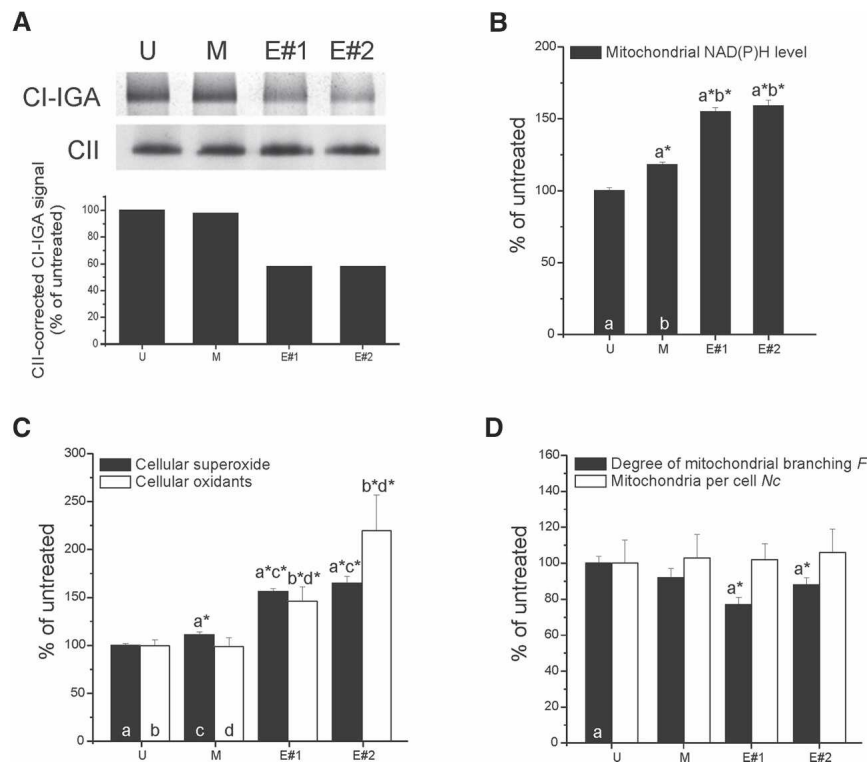 A
U M E#1 E#2
CI-IGA
CII
CII-corrected CI-IGA signal
(% of untreated)
100
80
60
40
20
0
U M E#1 E#2
B
Mitochondrial NAD(P)H level
% of untreated
200
150
100
50
0
a*
a*b*
a*b*
a
b
U M E#1 E#2
C
Cellular superoxide
Cellular oxidants
% of untreated
300
250
200
150
100
50
0
a*
a*c*
b*d*
a*c*
b*d*
a b c d
U M E#1 E#2
D
Degree of mitochondrial branching F
Mitochondria per cell Nc
% of untreated
160
140
120
100
80
60
40
20
0
a*
a*
a
U M E#1 E#2